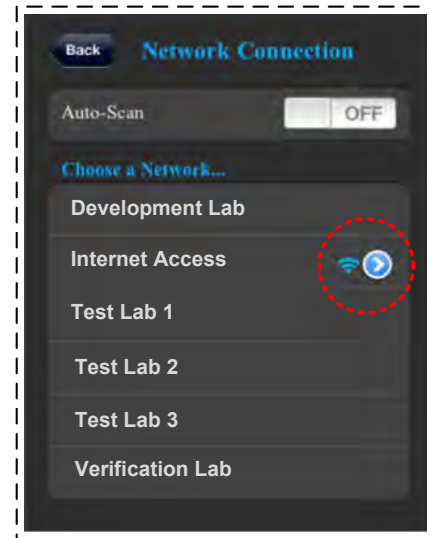 Back Network Connection
Auto-Scan OFF
Choose a Network...
Development Lab
Internet Access
Test Lab 1
Test Lab 2
Test Lab 3
Verification Lab